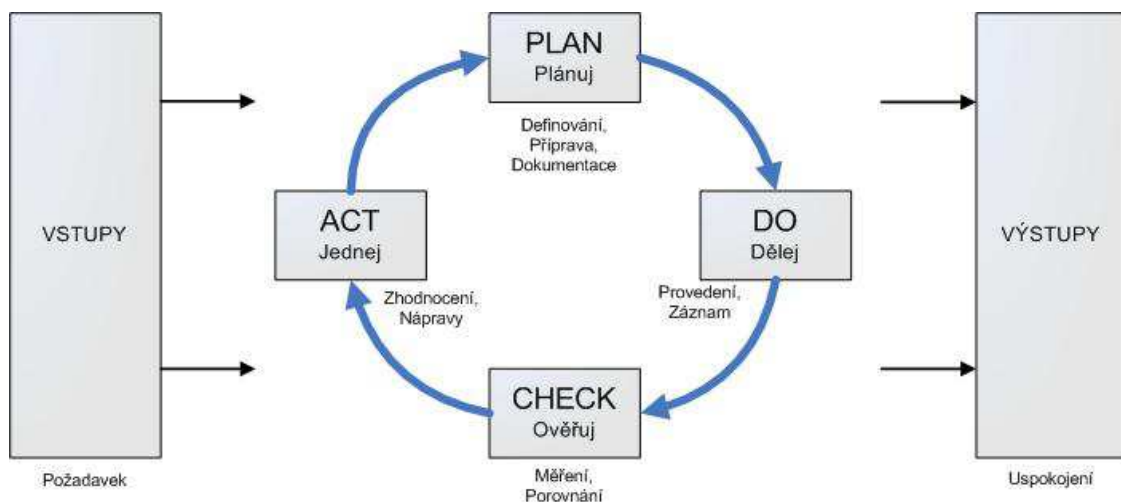 PLAN
Plánuj
Definování,
Příprava,
Dokumentace
VSTUPY
ACT
Jednej
DO
Dělej
VÝSTUPY
Zhodnocení,
Nápravy
Provedení,
Záznam
CHECK
Ověřuj
Měření,
Porovnání
Požadavek
Uspokojení